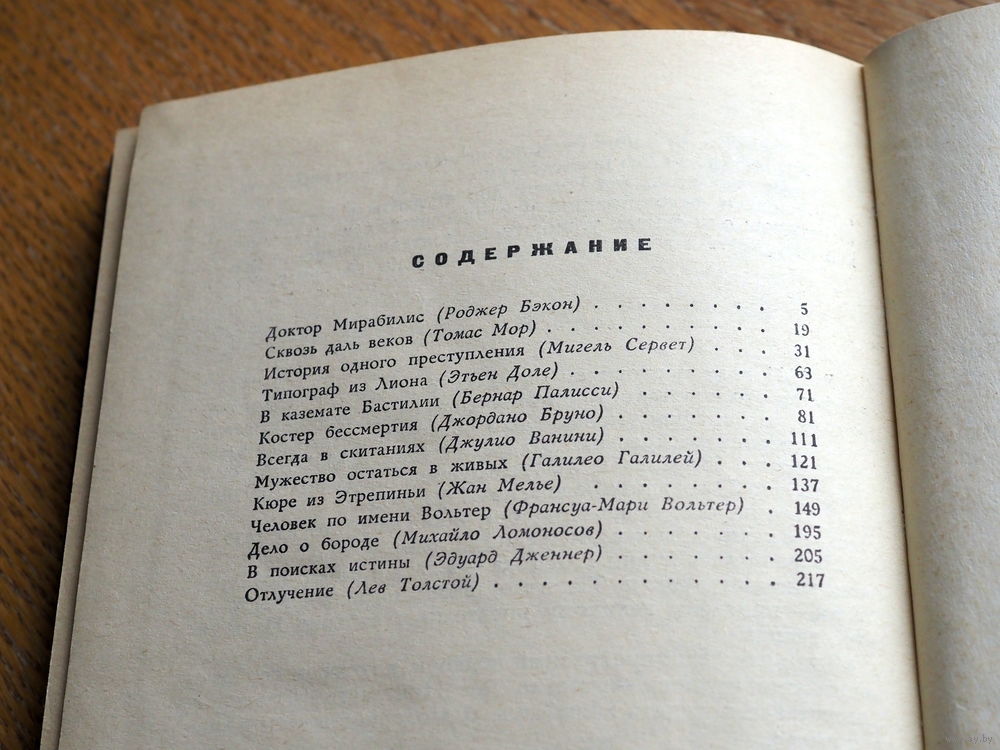 СОДЕРЖАНИЕ
Доктор Мирабилис (Роджер Бэкон) . . . . . . . . 5
Сквозь даль веков (Томас Мор) . . . . . . . . . . 19
История одного преступления (Мигель Сервет) . . . 31
Типограф из Лиона (Этьен Доле) . . . . . . . . . 63
В каземате Бастилии (Бернар Палисси) . . . . . . 71
Костер бессмертия (Джордано Бруно) . . . . . . . 81
Всегда в скитаниях (Джулио Ванини) . . . . . . . 111
Мужество остаться в живых (Галилео Галилей) . . . 121
Кюре из Этрепиньи (Жан Мелье) . . . . . . . . 137
Человек по имени Вольтер (Франсуа-Мари Вольтер) . 149
Дело о бороде (Михайло Ломоносов) . . . . . . . 195
В поисках истины (Эдуард Дженнер) . . . . . . . 205
Отлучение (Лев Толстой) . . . . . . . . . . . . . 217